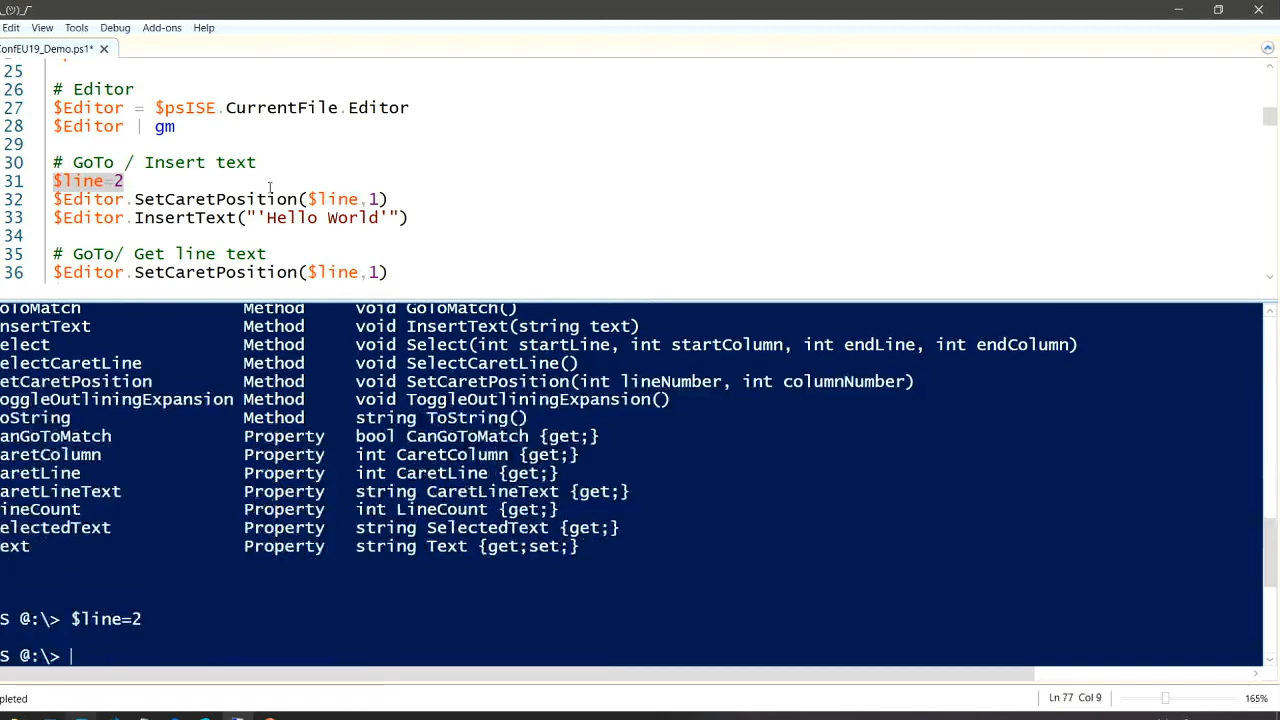 _(ツ)_/
Edit View Tools Debug Add-ons Help
onfEU19_Demo.ps1*
25
26 # Editor
27 $Editor = $psISE.CurrentFile.Editor
28 $Editor | gm
29
30 # GoTo / Insert text
31 $line=2
32 $Editor.SetCaretPosition($line,1)
33 $Editor.InsertText("'Hello World'")
34
35 # GoTo/ Get line text
36 $Editor.SetCaretPosition($line,1)
oToMatch Method void GoToMatch()
nsertText Method void InsertText(string text)
elect Method void Select(int startLine, int startColumn, int endLine, int endColumn)
electCaretLine Method void SelectCaretLine()
etCaretPosition Method void SetCaretPosition(int lineNumber, int columnNumber)
oggleOutliningExpansion Method void ToggleOutliningExpansion()
oString Method string ToString()
anGoToMatch Property bool CanGoToMatch {get;}
aretColumn Property int CaretColumn {get;}
aretLine Property int CaretLine {get;}
aretLineText Property string CaretLineText {get;}
ineCount Property int LineCount {get;}
electedText Property string SelectedText {get;}
ext Property string Text {get;set;}
S @:\> $line=2
S @:\>
pleted Ln 77 Col 9 165%